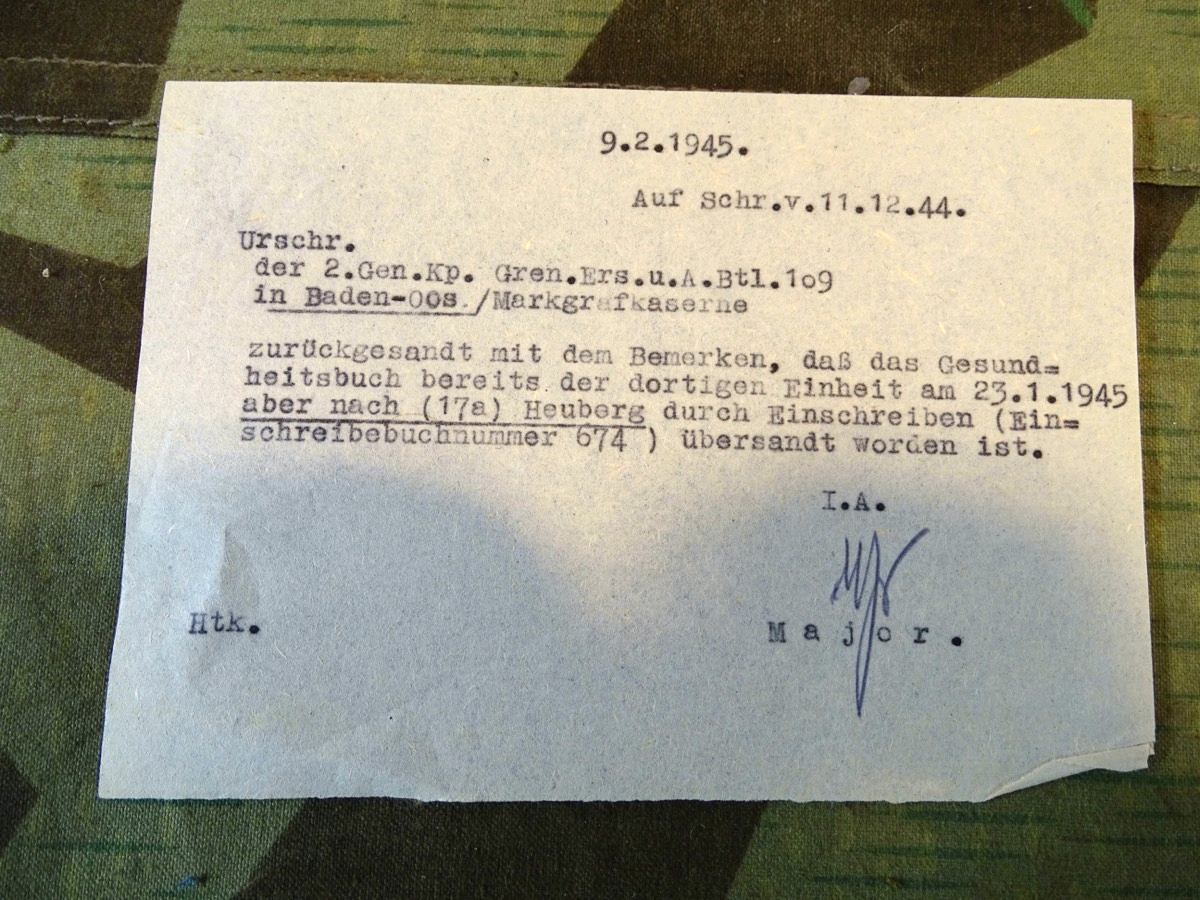 9.2.1945.
Auf Schr.v.11.12.44.
Urschr.
der 2.Gen.Kp. Gren.Ers.u.A.Btl.1o9
in Baden-OOs./Markgrafkaserne
zurückgesandt mit dem Bemerken, daß das Gesund=
heitsbuch bereits der dortigen Einheit am 23.1.1945
aber nach (17a) Heuberg durch Einschreiben (Ein=
schreibebuchnummer 674 ) übersandt worden ist.
I.A.
Htk.
M a j o r .